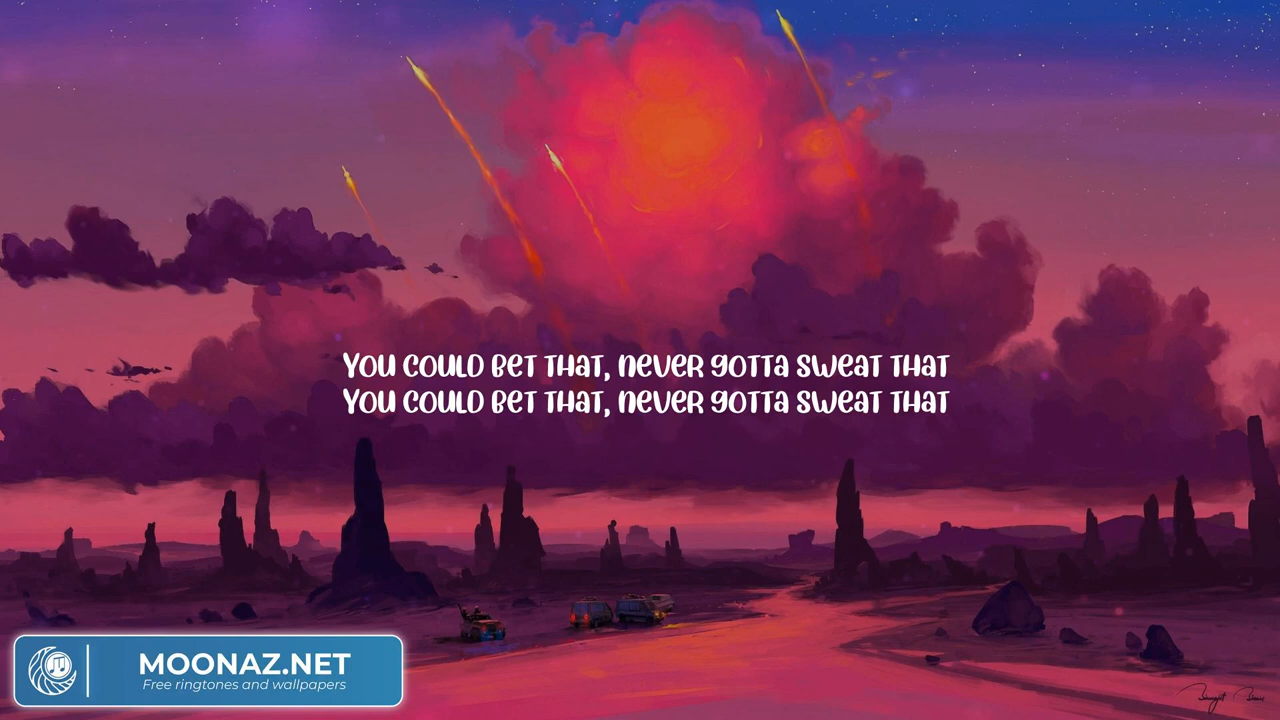 You could bet that, never gotta sweat that
You could bet that, never gotta sweat that
MOONAZ.NET
Free ringtones and wallpapers